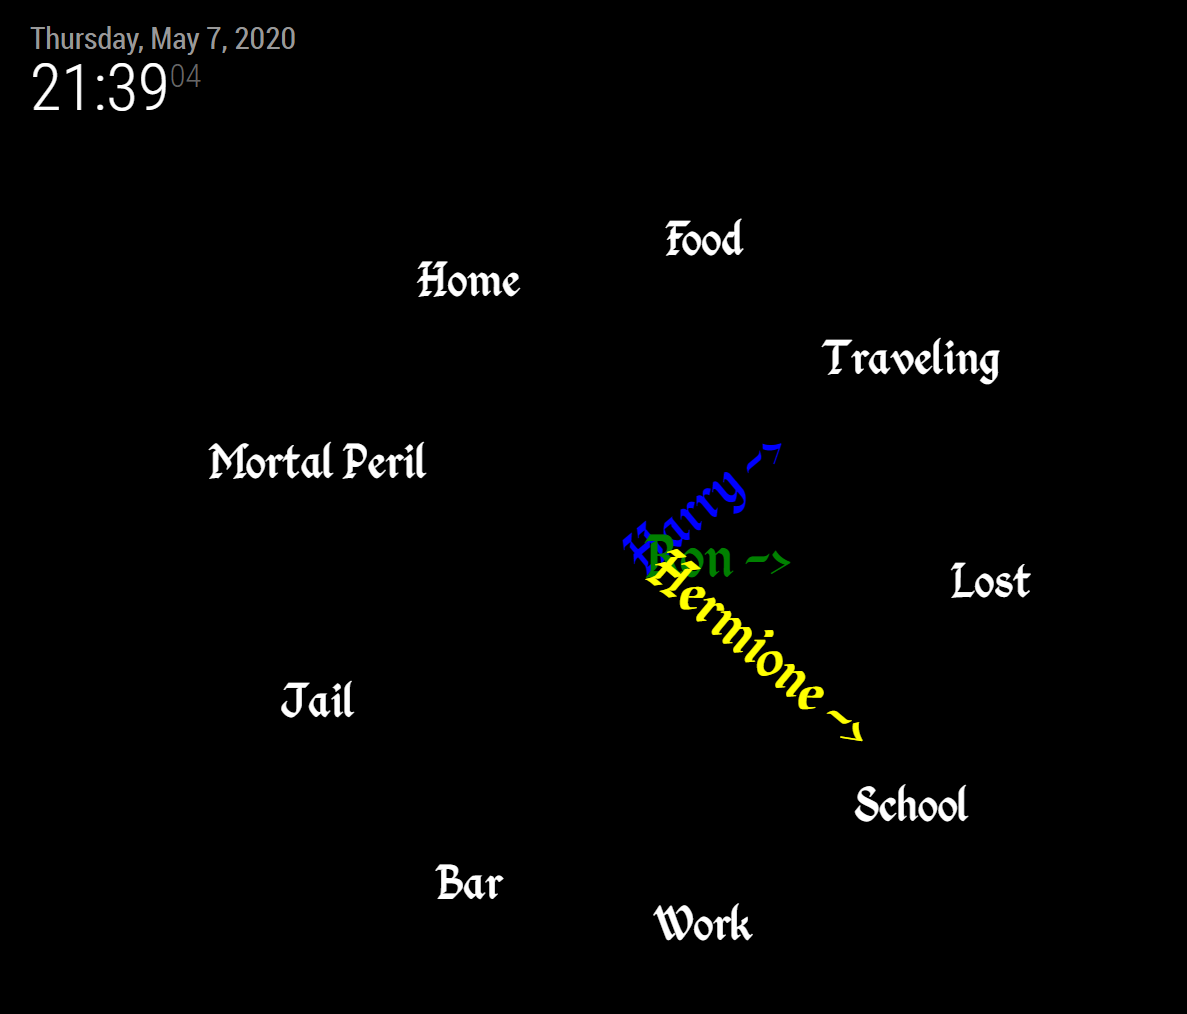 Thursday, May 7, 2020
21:39 04
Food
Home
Traveling
Mortal Peril
Harry ->
Ron ->
Hermione ->
Lost
Jail
School
Bar
Work